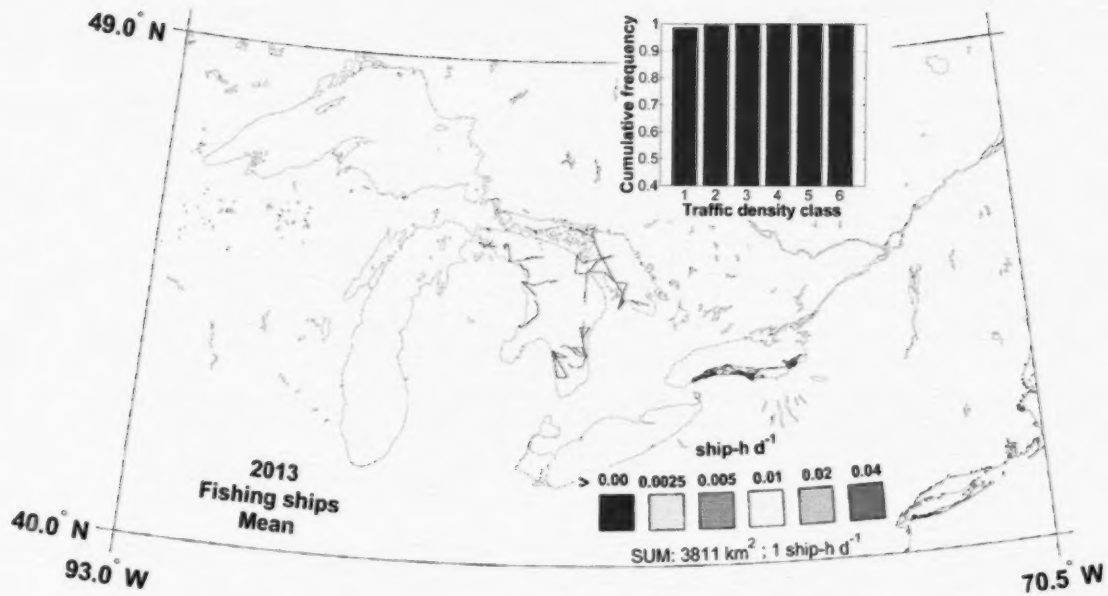 49.0° N
Cumulative frequency
1
0.9
0.8
0.7
0.6
0.5
0.4
1 2 3 4 5 6
Traffic density class
2013
Fishing ships
Mean
ship-h d⁻¹
> 0.00 0.0025 0.005 0.01 0.02 0.04
SUM: 3811 km² ; 1 ship-h d⁻¹
40.0° N
93.0° W
70.5° W